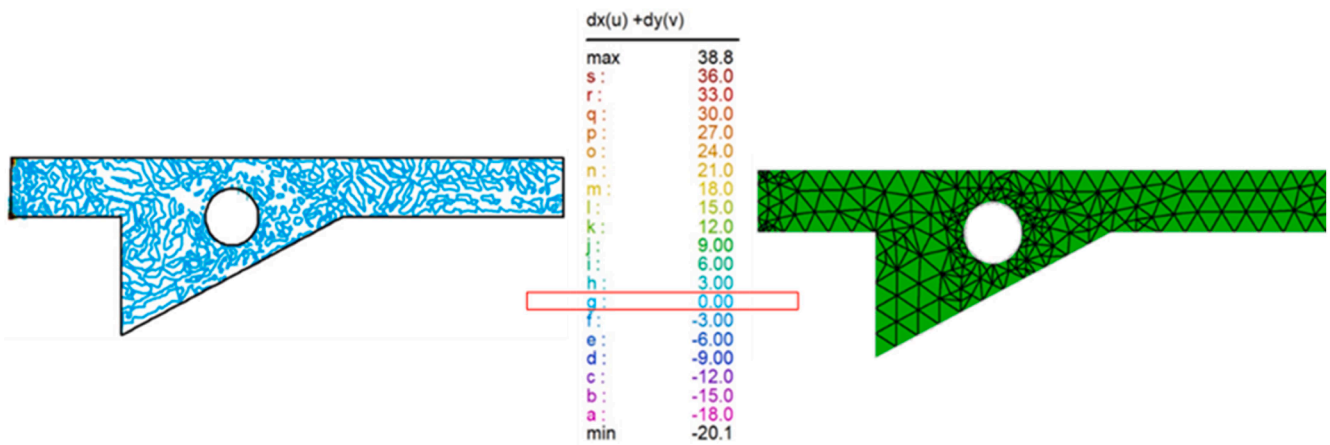 dx(u) +dy(v)
max 38.8
s : 36.0
r : 33.0
q : 30.0
p : 27.0
o : 24.0
n : 21.0
m : 18.0
l : 15.0
k : 12.0
j : 9.00
i : 6.00
h : 3.00
g : 0.00
f : -3.00
e : -6.00
d : -9.00
c : -12.0
b : -15.0
a : -18.0
min -20.1